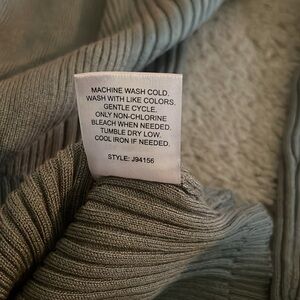 MACHINE WASH COLD.
WASH WITH LIKE COLORS.
GENTLE CYCLE.
ONLY NON-CHLORINE
BLEACH WHEN NEEDED.
TUMBLE DRY LOW.
COOL IRON IF NEEDED.
STYLE: J94156